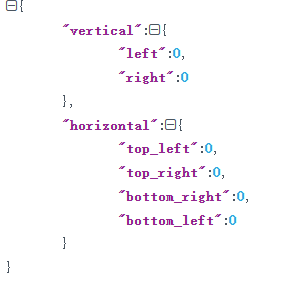 {
"vertical":{
"left":0,
"right":0
},
"horizontal":{
"top_left":0,
"top_right":0,
"bottom_right":0,
"bottom_left":0
}
}